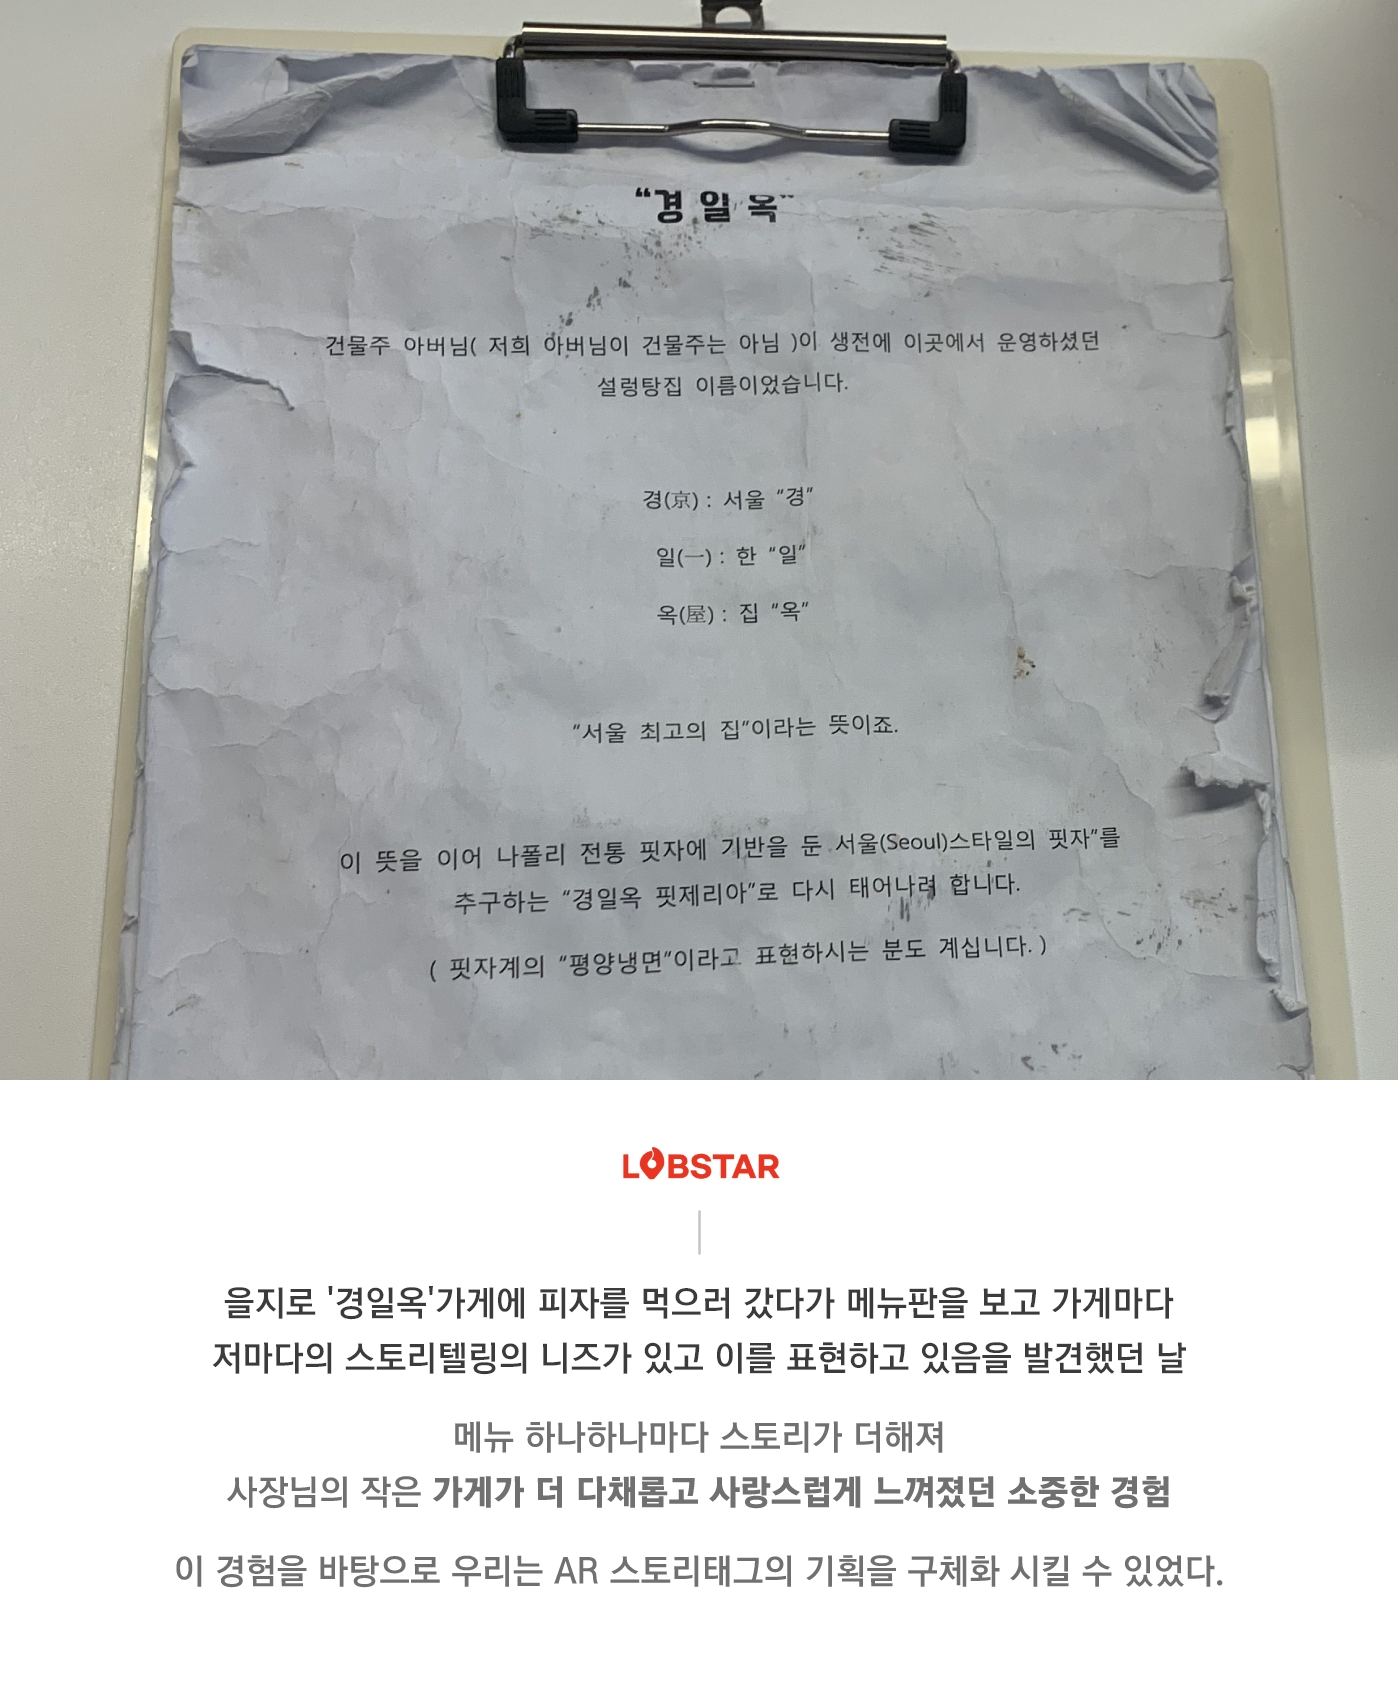 “경일옥”
건물주 아버님( 저희 아버님이 건물주는 아님 )이 생전에 이곳에서 운영하셨던
설렁탕집 이름이었습니다.
경(京) : 서울 “경”
일(一) : 한 “일”
옥(屋) : 집 “옥”
“서울 최고의 집”이라는 뜻이죠.
이 뜻을 이어 나폴리 전통 핏자에 기반을 둔 서울(Seoul)스타일의 핏자”를
추구하는 “경일옥 핏제리아”로 다시 태어나려 합니다.
( 핏자계의 “평양냉면”이라고 표현하시는 분도 계십니다. )
LOBSTAR
을지로 '경일옥'가게에 피자를 먹으러 갔다가 메뉴판을 보고 가게마다
저마다의 스토리텔링의 니즈가 있고 이를 표현하고 있음을 발견했던 날
메뉴 하나하나마다 스토리가 더해져
사장님의 작은 가게가 더 다채롭고 사랑스럽게 느껴졌던 소중한 경험
이 경험을 바탕으로 우리는 AR 스토리태그의 기획을 구체화 시킬 수 있었다.